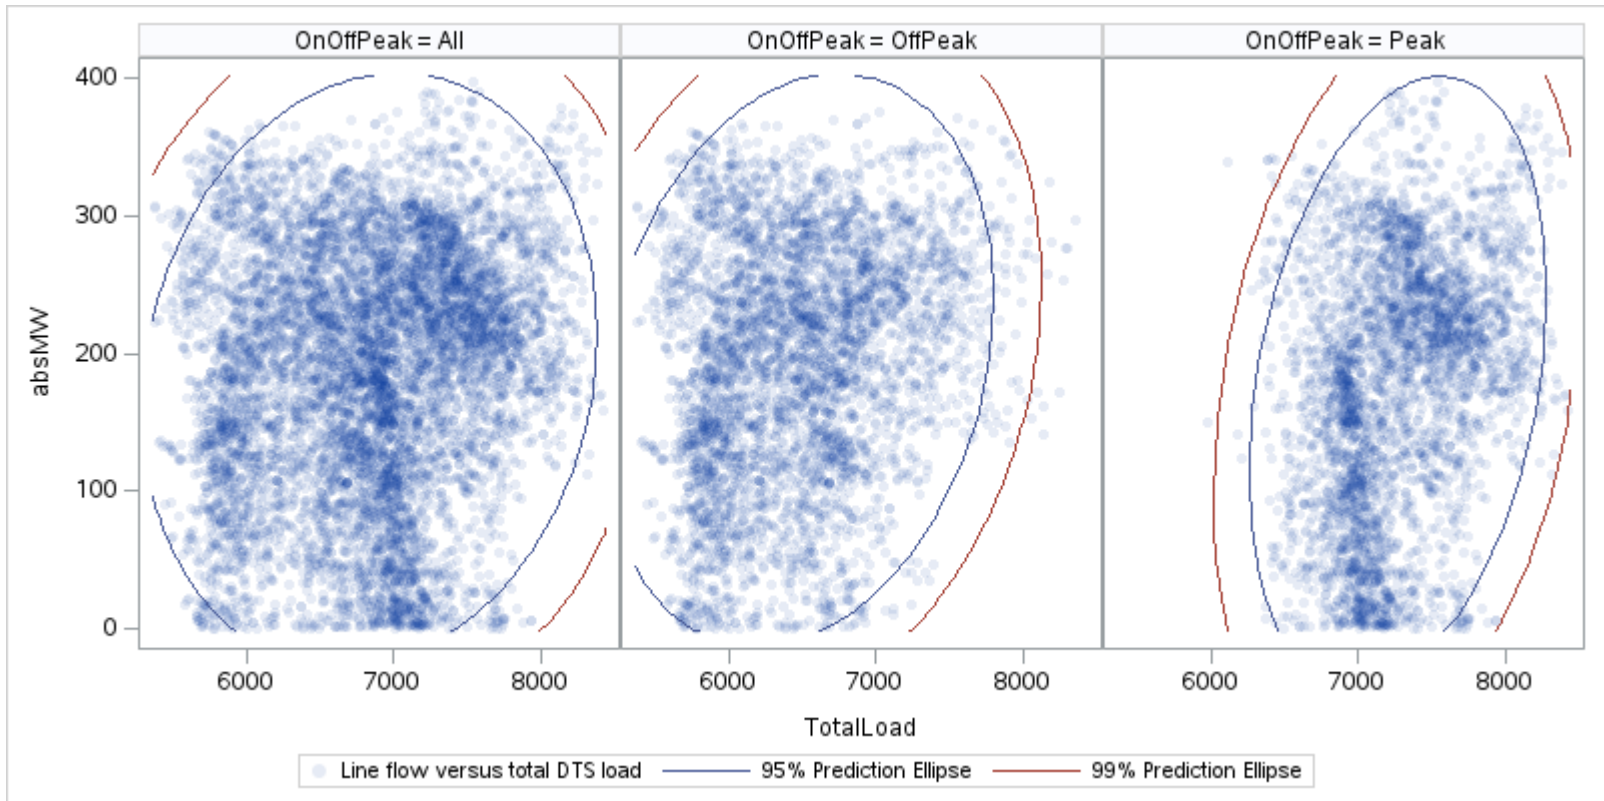 OnOffPeak = All
OnOffPeak = OffPeak
OnOffPeak = Peak
400
300
200
100
0
absMW
6000 7000 8000
6000 7000 8000
6000 7000 8000
TotalLoad
Line flow versus total DTS load
95% Prediction Ellipse
99% Prediction Ellipse